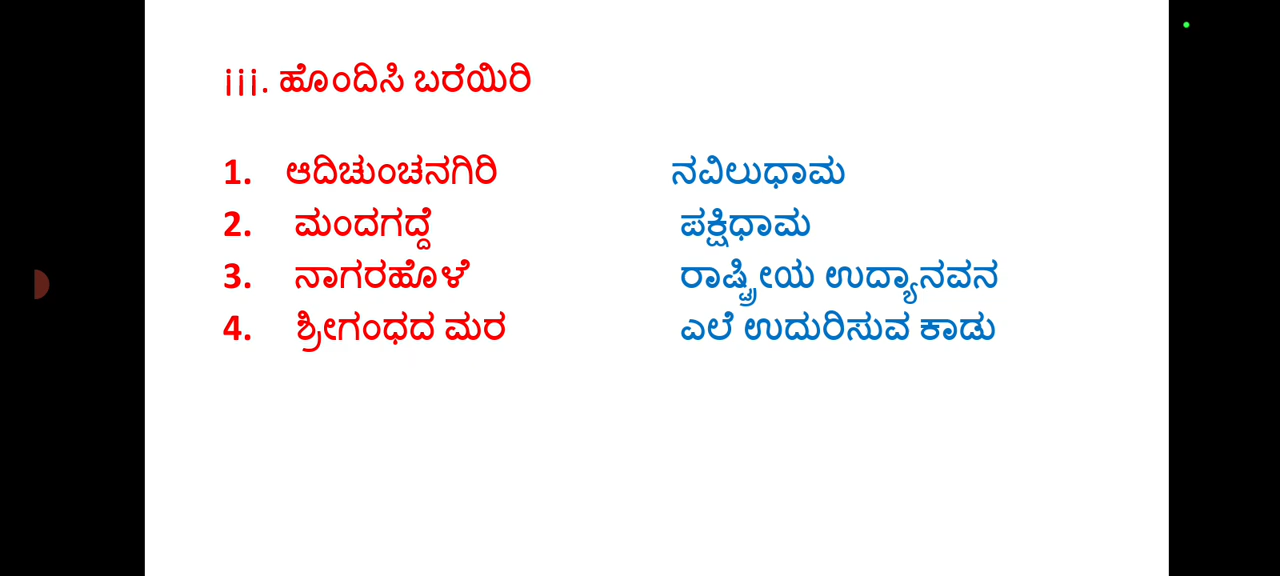 iii. ಹೊಂದಿಸಿ ಬರೆಯಿರಿ
1. ಆದಿಚುಂಚನಗಿರಿ ನವಿಲುಧಾಮ
2. ಮಂದಗದ್ದೆ ಪಕ್ಷಿಧಾಮ
3. ನಾಗರಹೊಳೆ ರಾಷ್ಟ್ರೀಯ ಉದ್ಯಾನವನ
4. ಶ್ರೀಗಂಧದ ಮರ ಎಲೆ ಉದುರಿಸುವ ಕಾಡು